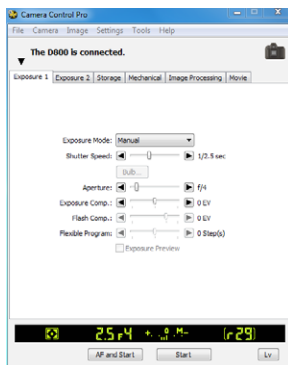 Camera Control Pro
File Camera Image Settings Tools Help
The D800 is connected.
Exposure 1 Exposure 2 Storage Mechanical Image Processing Movie
Exposure Mode: Manual
Shutter Speed: 1/2.5 sec
Bulb...
Aperture: f/4
Exposure Comp.: 0 EV
Flash Comp.: 0 EV
Flexible Program: 0 Step(s)
Exposure Preview
2.5 F4 M [r29]
AF and Start Start Lv